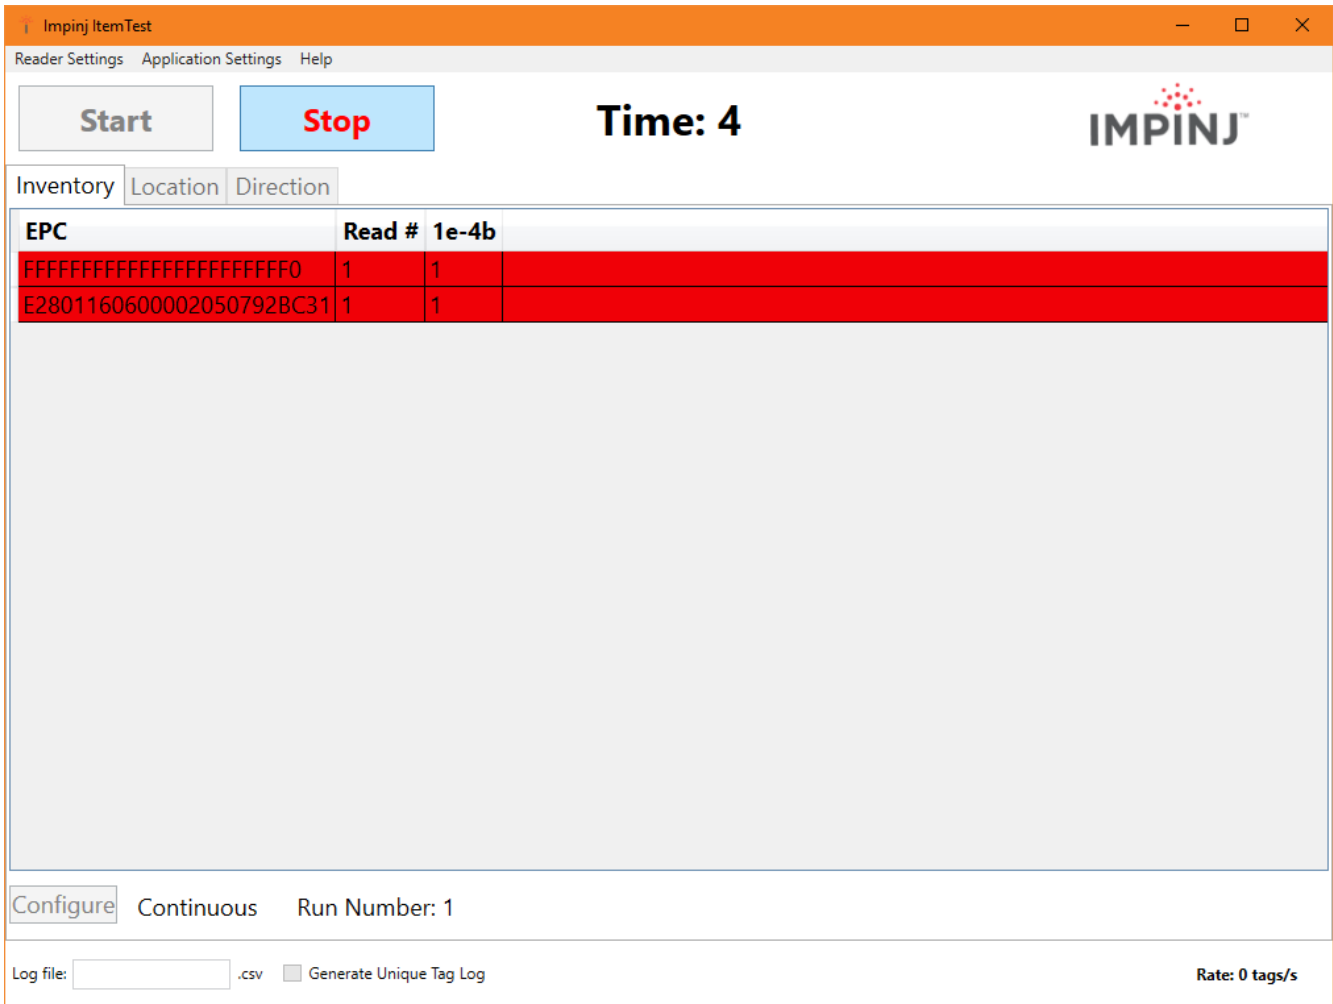 Impinj ItemTest
Reader Settings Application Settings Help
Start Stop Time: 4 IMPINJ™
Inventory Location Direction
EPC Read # 1e-4b
FFFFFFFFFFFFFFFFFFFFFFF0 1 1
E2801160600002050792BC31 1 1
Configure Continuous Run Number: 1
Log file: .csv Generate Unique Tag Log Rate: 0 tags/s